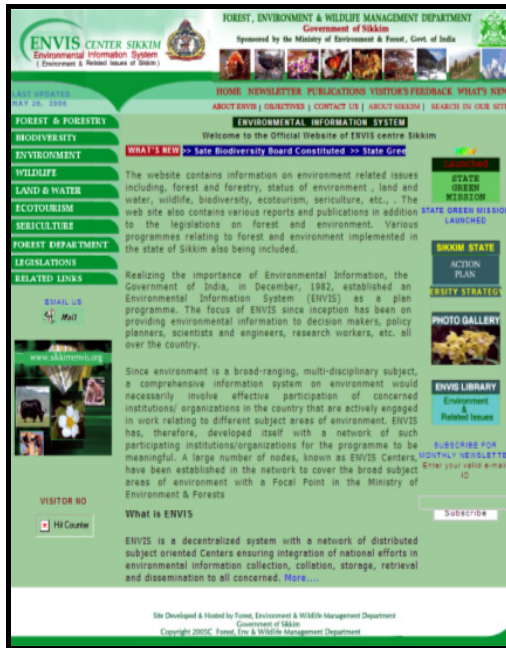 FOREST, ENVIRONMENT & WILDLIFE MANAGEMENT DEPARTMENT
Government of Sikkim
Sponsored by the Ministry of Environment & Forest, Govt. of India
ENVIS CENTER SIKKIM
Environmental Information System
( Environment & Related Issues of Sikkim )
LAST UPDATED
MAY 26, 2006
HOME NEWSLETTER PUBLICATIONS VISITOR'S FEEDBACK WHAT'S NEW
ABOUT ENVIS | OBJECTIVES | CONTACT US | ABOUT SIKKIM | SEARCH IN OUR SITE
FOREST & FORESTRY
BIODIVERSITY
ENVIRONMENT
WILDLIFE
LAND & WATER
ECOTOURISM
SERICULTURE
FOREST DEPARTMENT
LEGISLATIONS
RELATED LINKS
EMAIL US
Mail
www.sikkimenvis.org
VISITOR NO
Hit Counter
ENVIRONMENTAL INFORMATION SYSTEM
Welcome to the Official Website of ENVIS centre Sikkim
WHAT'S NEW >> Sate Biodiversity Board Constituted >> State Gree
The website contains information on environment related issues
including, forest and forestry, status of environment , land and
water, wildlife, biodiversity, ecotourism, sericulture, etc., . The
web site also contains various reports and publications in addition
to the legislations on forest and environment. Various
programmes relating to forest and environment implemented in
the state of Sikkim also being included.
Realizing the importance of Environmental Information, the
Government of India, in December, 1982, established an
Environmental Information System (ENVIS) as a plan
programme. The focus of ENVIS since inception has been on
providing environmental information to decision makers, policy
planners, scientists and engineers, research workers, etc. all
over the country.
Since environment is a broad-ranging, multi-disciplinary subject,
a comprehensive information system on environment would
necessarily involve effective participation of concerned
institutions/ organizations in the country that are actively engaged
in work relating to different subject areas of environment. ENVIS
has, therefore, developed itself with a network of such
participating institutions/organizations for the programme to be
meaningful. A large number of nodes, known as ENVIS Centers,
have been established in the network to cover the broad subject
areas of environment with a Focal Point in the Ministry of
Environment & Forests
What is ENVIS
ENVIS is a decentralized system with a network of distributed
subject oriented Centers ensuring integration of national efforts in
environmental information collection, collation, storage, retrieval
and dissemination to all concerned. More....
Launched
STATE
GREEN
MISSION
STATE GREEN MISSION
LAUNCHED
SIKKIM STATE
ACTION
PLAN
ERSITY STRATEGY
PHOTO GALLERY
ENVIS LIBRARY
Environment
&
Related Issues
SUBSCRIBE FOR
MONTHLY NEWSLETTE
Enter your valid e-mail
ID
Subscribe
Site Developed & Hosted by Forest, Environment & Wildlife Management Department
Government of Sikkim
Copyright 2005© Forest, Env & Wildlife Management Department